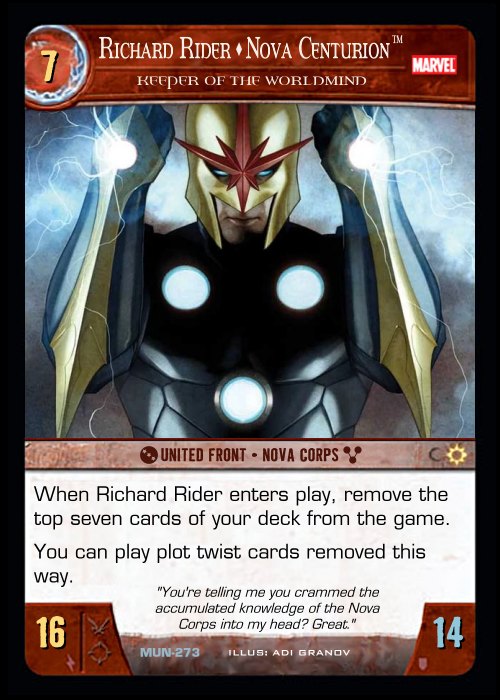 7
RICHARD RIDER ♦ NOVA CENTURION™
KEEPER OF THE WORLDMIND
MARVEL
UNITED FRONT • NOVA CORPS
C
When Richard Rider enters play, remove the
top seven cards of your deck from the game.
You can play plot twist cards removed this
way.
"You're telling me you crammed the
accumulated knowledge of the Nova
Corps into my head? Great."
16
14
MUN-273 ILLUS: ADI GRANOV